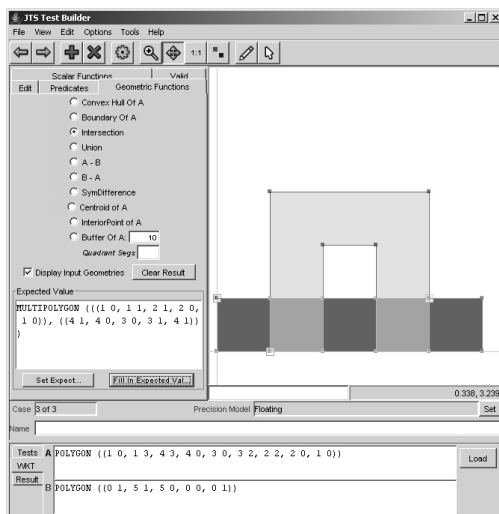 JTS Test Builder
File View Edit Options Tools Help
1:1
Scalar Functions Valid
Edit Predicates Geometric Functions
Convex Hull Of A
Boundary Of A
Intersection
Union
A - B
B - A
SymDifference
Centroid of A
InteriorPoint of A
Buffer Of A: 10
Quadrant Segs
Display Input Geometries Clear Result
Expected Value
MULTIPOLYGON (((1 0, 1 1, 2 1, 2 0,
1 0)), ((4 1, 4 0, 3 0, 3 1, 4 1))
)
Set Expect... Fill In Expected Val...
0.338, 3.239
Case 3 of 3 Precision Model Floating Set
Name
Tests A POLYGON ((1 0, 1 3, 4 3, 4 0, 3 0, 3 2, 2 2, 2 0, 1 0)) Load
WKT
Result
B POLYGON ((0 1, 5 1, 5 0, 0 0, 0 1))